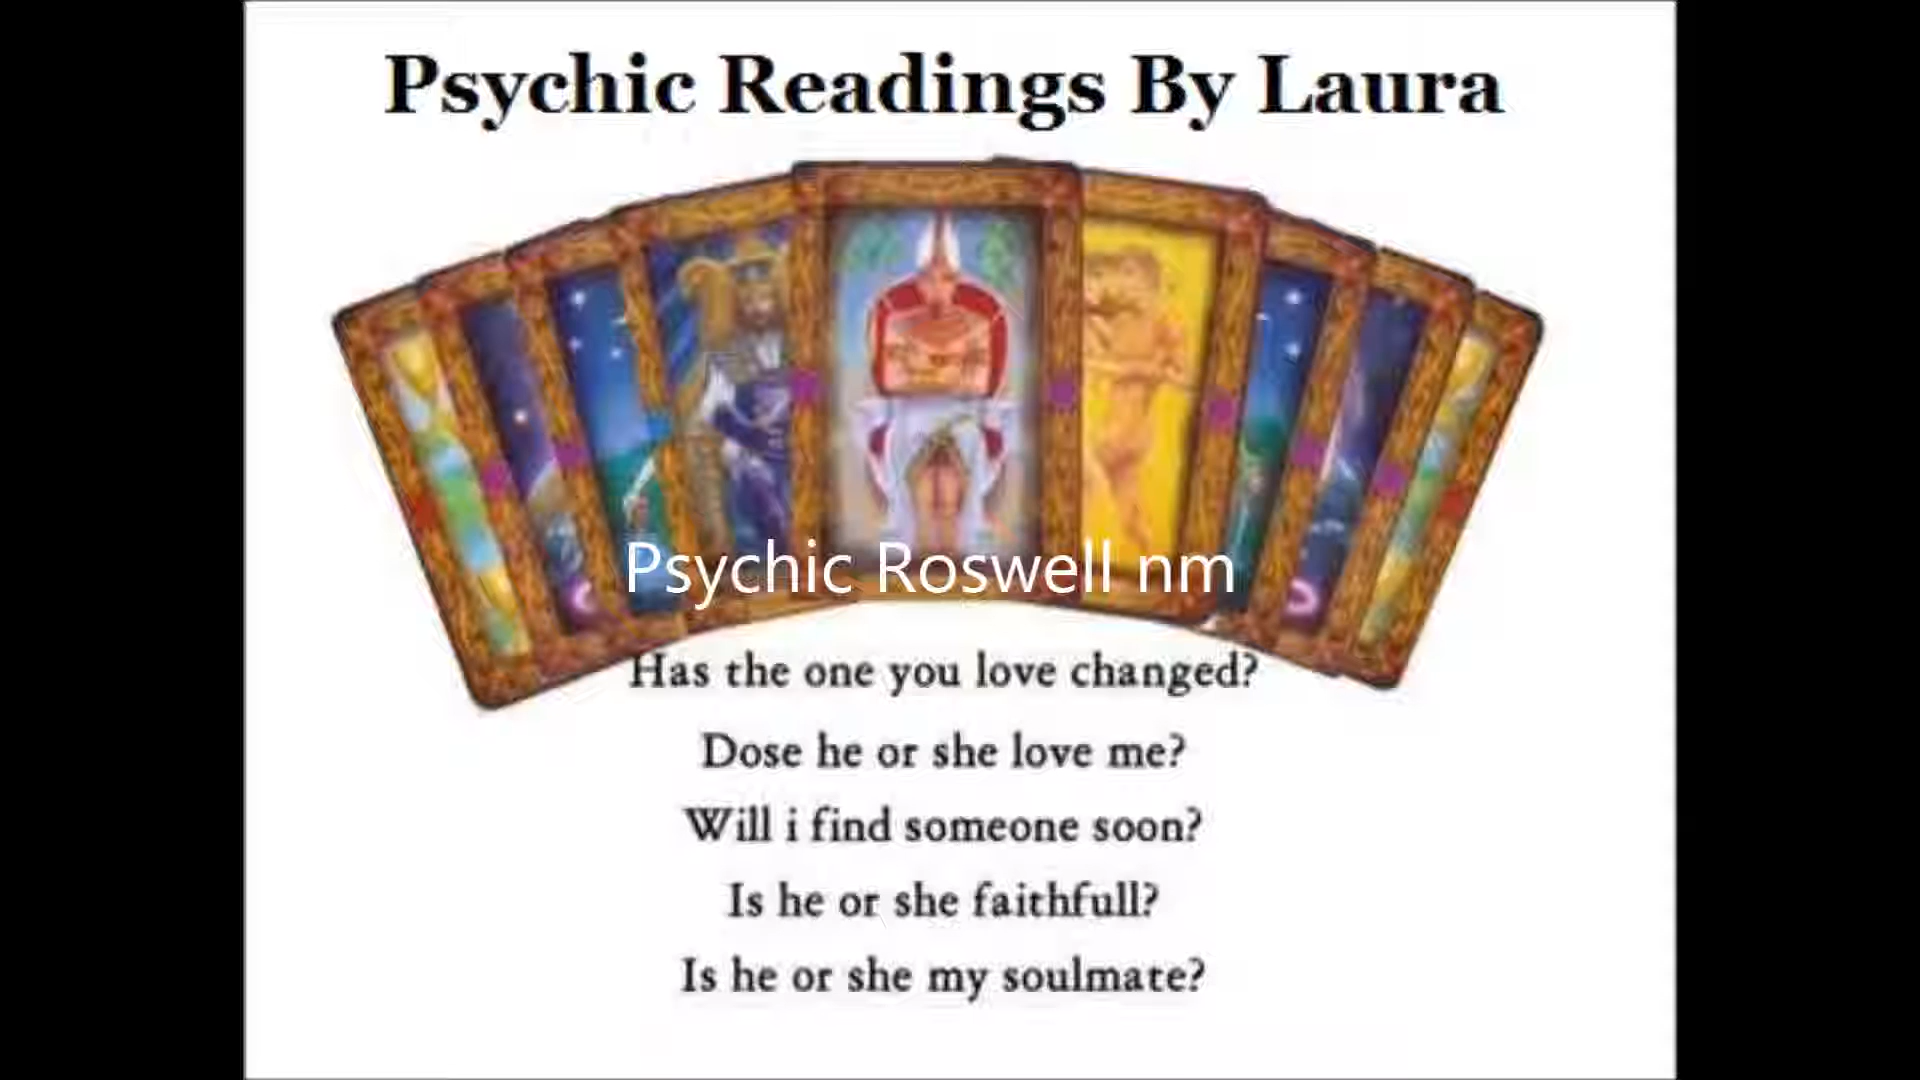 Psychic Readings By Laura
Psychic Roswell nm
Has the one you love changed?
Dose he or she love me?
Will i find someone soon?
Is he or she faithfull?
Is he or she my soulmate?